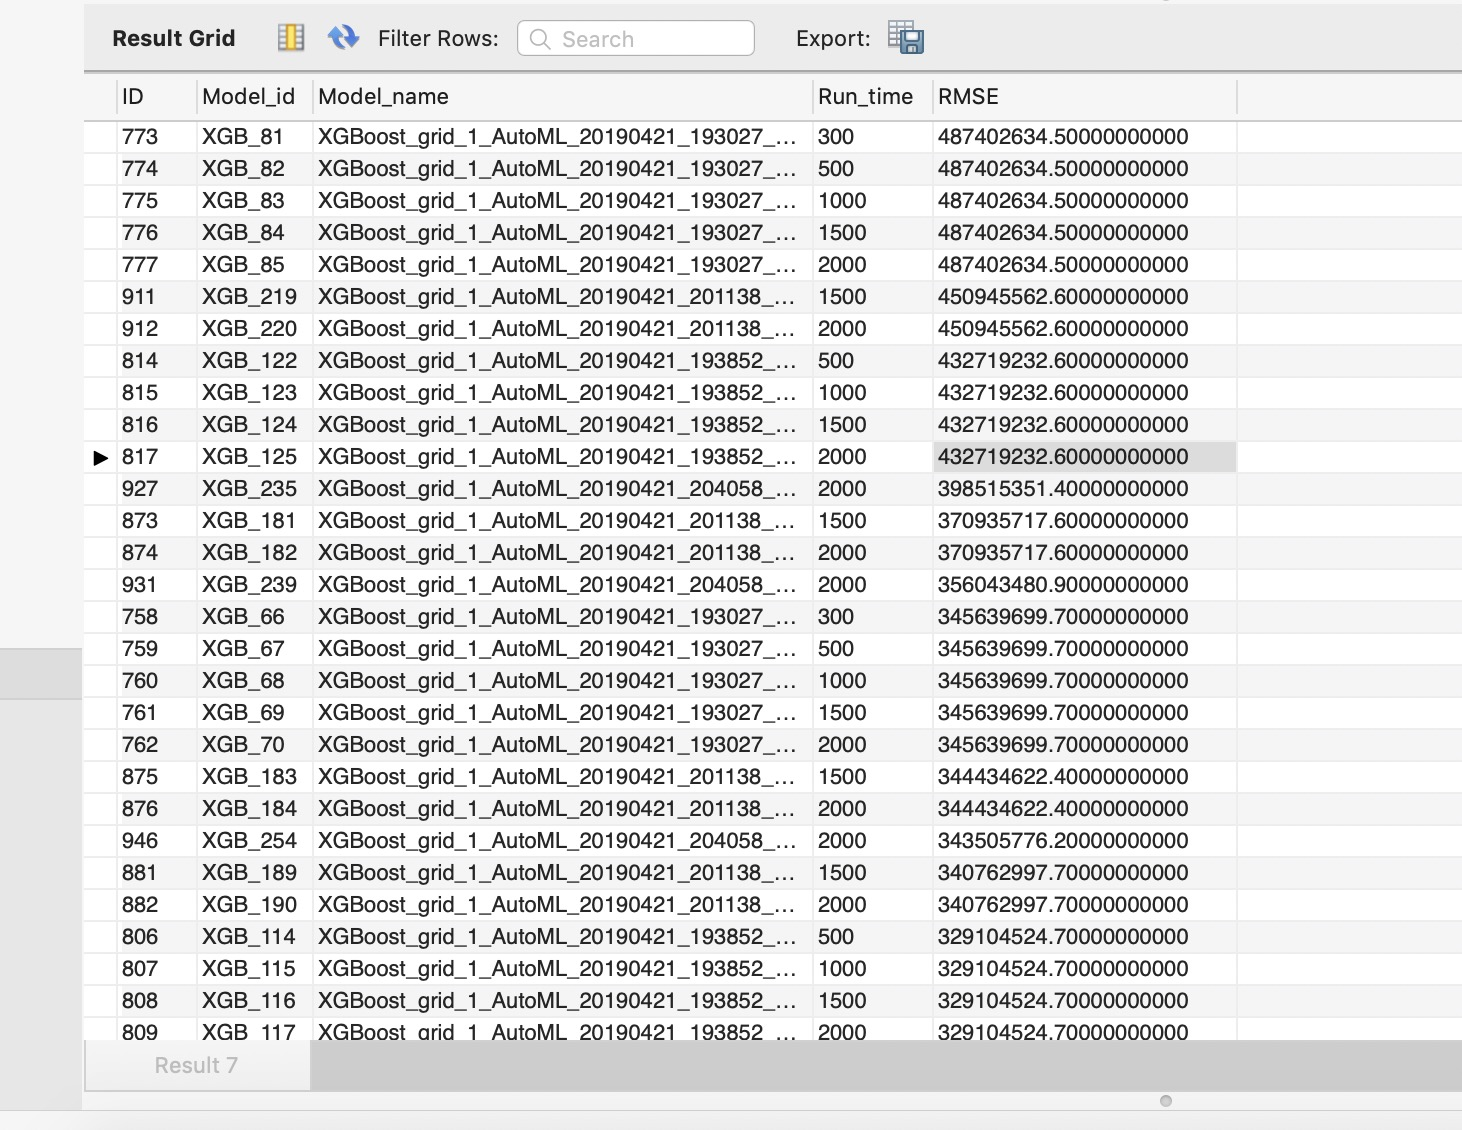 Result Grid Filter Rows: Search Export:
ID Model_id Model_name Run_time RMSE
773 XGB_81 XGBoost_grid_1_AutoML_20190421_193027_... 300 487402634.50000000000
774 XGB_82 XGBoost_grid_1_AutoML_20190421_193027_... 500 487402634.50000000000
775 XGB_83 XGBoost_grid_1_AutoML_20190421_193027_... 1000 487402634.50000000000
776 XGB_84 XGBoost_grid_1_AutoML_20190421_193027_... 1500 487402634.50000000000
777 XGB_85 XGBoost_grid_1_AutoML_20190421_193027_... 2000 487402634.50000000000
911 XGB_219 XGBoost_grid_1_AutoML_20190421_201138_... 1500 450945562.60000000000
912 XGB_220 XGBoost_grid_1_AutoML_20190421_201138_... 2000 450945562.60000000000
814 XGB_122 XGBoost_grid_1_AutoML_20190421_193852_... 500 432719232.60000000000
815 XGB_123 XGBoost_grid_1_AutoML_20190421_193852_... 1000 432719232.60000000000
816 XGB_124 XGBoost_grid_1_AutoML_20190421_193852_... 1500 432719232.60000000000
817 XGB_125 XGBoost_grid_1_AutoML_20190421_193852_... 2000 432719232.60000000000
927 XGB_235 XGBoost_grid_1_AutoML_20190421_204058_... 2000 398515351.40000000000
873 XGB_181 XGBoost_grid_1_AutoML_20190421_201138_... 1500 370935717.60000000000
874 XGB_182 XGBoost_grid_1_AutoML_20190421_201138_... 2000 370935717.60000000000
931 XGB_239 XGBoost_grid_1_AutoML_20190421_204058_... 2000 356043480.90000000000
758 XGB_66 XGBoost_grid_1_AutoML_20190421_193027_... 300 345639699.70000000000
759 XGB_67 XGBoost_grid_1_AutoML_20190421_193027_... 500 345639699.70000000000
760 XGB_68 XGBoost_grid_1_AutoML_20190421_193027_... 1000 345639699.70000000000
761 XGB_69 XGBoost_grid_1_AutoML_20190421_193027_... 1500 345639699.70000000000
762 XGB_70 XGBoost_grid_1_AutoML_20190421_193027_... 2000 345639699.70000000000
875 XGB_183 XGBoost_grid_1_AutoML_20190421_201138_... 1500 344434622.40000000000
876 XGB_184 XGBoost_grid_1_AutoML_20190421_201138_... 2000 344434622.40000000000
946 XGB_254 XGBoost_grid_1_AutoML_20190421_204058_... 2000 343505776.20000000000
881 XGB_189 XGBoost_grid_1_AutoML_20190421_201138_... 1500 340762997.70000000000
882 XGB_190 XGBoost_grid_1_AutoML_20190421_201138_... 2000 340762997.70000000000
806 XGB_114 XGBoost_grid_1_AutoML_20190421_193852_... 500 329104524.70000000000
807 XGB_115 XGBoost_grid_1_AutoML_20190421_193852_... 1000 329104524.70000000000
808 XGB_116 XGBoost_grid_1_AutoML_20190421_193852_... 1500 329104524.70000000000
809 XGB_117 XGBoost_grid_1_AutoML_20190421_193852_... 2000 329104524.70000000000
Result 7